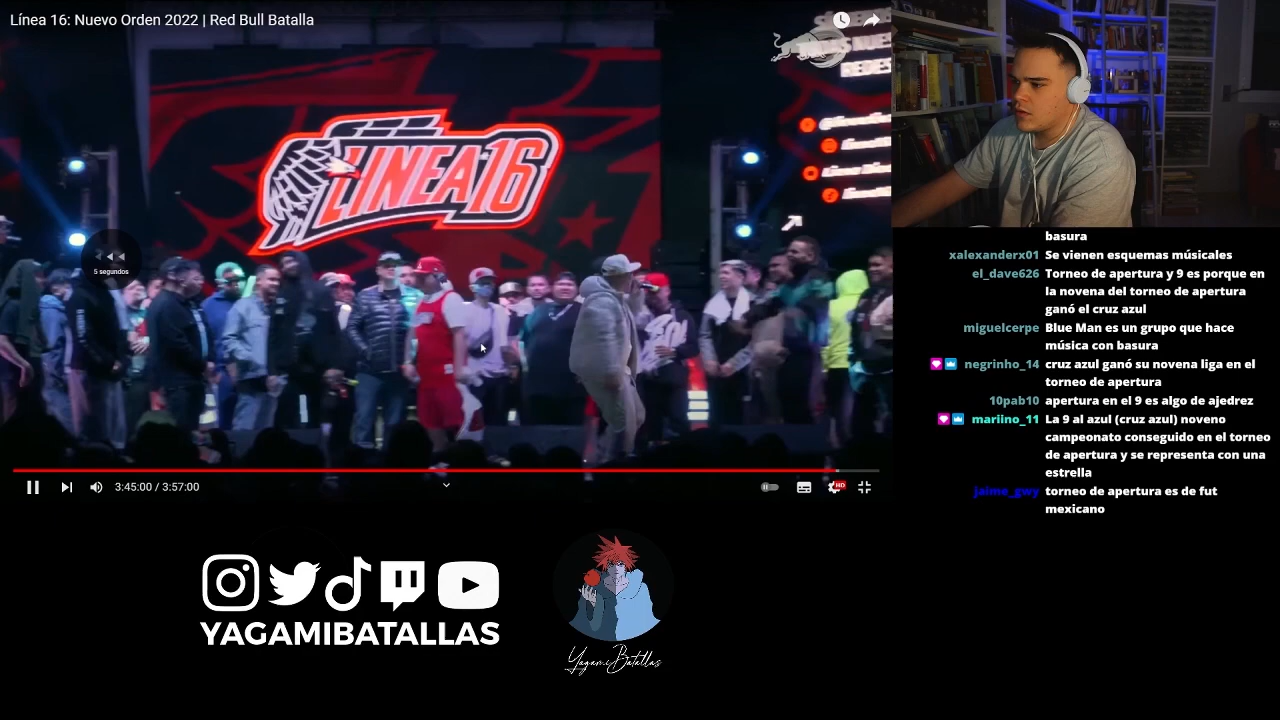 Línea 16: Nuevo Orden 2022 | Red Bull Batalla
REDES
LINEA16
5 segundos
3:45:00 / 3:57:00
HD
basura
xalexanderx01 Se vienen esquemas músicales
el_dave626 Torneo de apertura y 9 es porque en
la novena del torneo de apertura
ganó el cruz azul
miguelcerpe Blue Man es un grupo que hace
música con basura
negrinho_14 cruz azul ganó su novena liga en el
torneo de apertura
10pab10 apertura en el 9 es algo de ajedrez
mariino_11 La 9 al azul (cruz azul) noveno
campeonato conseguido en el torneo
de apertura y se representa con una
estrella
jaime_gwy torneo de apertura es de fut
mexicano
YAGAMIBATALLAS
YagamiBatallas